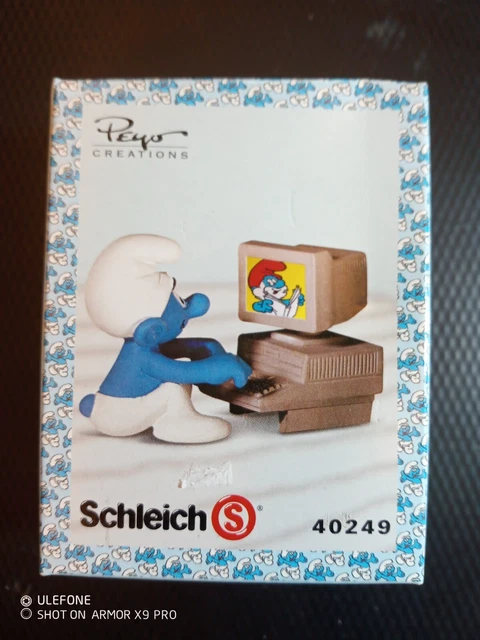 Peyo
CREATIONS
Schleich S ®
40249
ULEFONE
SHOT ON ARMOR X9 PRO